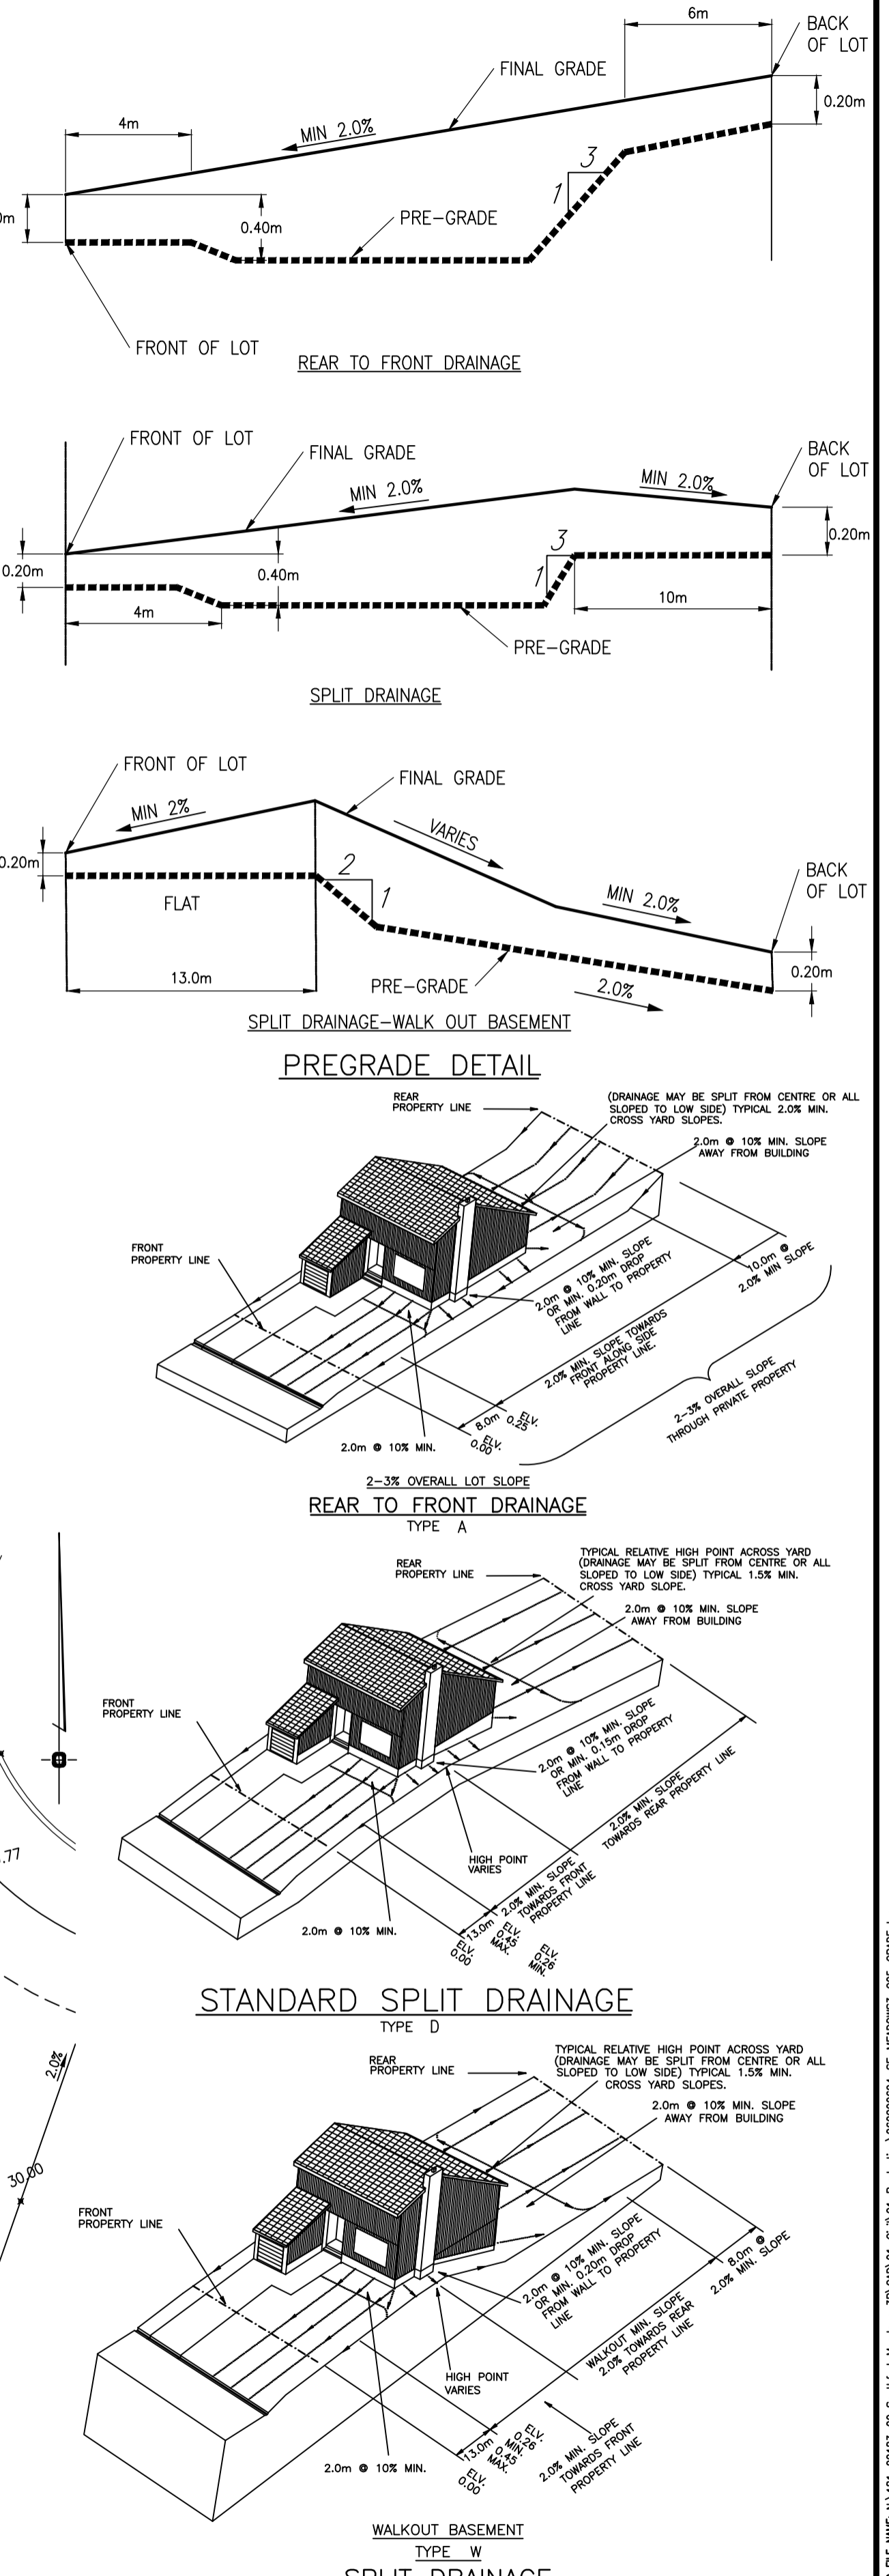 6m
BACK
OF LOT
FINAL GRADE
0.20m
4m
MIN 2.0%
3
1
0m
0.40m
PRE-GRADE
FRONT OF LOT
REAR TO FRONT DRAINAGE
FRONT OF LOT
FINAL GRADE
BACK
OF LOT
MIN 2.0%
MIN 2.0%
0.20m
3
1
0.20m
0.40m
4m
10m
PRE-GRADE
SPLIT DRAINAGE
FRONT OF LOT
FINAL GRADE
MIN 2%
VARIES
0.20m
2
1
BACK
OF LOT
FLAT
MIN 2.0%
13.0m
PRE-GRADE
2.0%
0.20m
SPLIT DRAINAGE-WALK OUT BASEMENT
PREGRADE DETAIL
REAR
PROPERTY LINE
(DRAINAGE MAY BE SPLIT FROM CENTRE OR ALL
SLOPED TO LOW SIDE) TYPICAL 2.0% MIN.
CROSS YARD SLOPES.
2.0m @ 10% MIN. SLOPE
AWAY FROM BUILDING
FRONT
PROPERTY LINE
2.0m @ 10% MIN. SLOPE
OR MIN. 0.20m DROP
FROM WALL TO PROPERTY
LINE
10.0m @
2.0% MIN SLOPE
2.0% MIN. SLOPE TOWARDS
FRONT ALONG SIDE
PROPERTY LINE.
2-3% OVERALL SLOPE
THROUGH PRIVATE PROPERTY
8.0m
ELV.
0.25
ELV.
0.00
2.0m @ 10% MIN.
2-3% OVERALL LOT SLOPE
REAR TO FRONT DRAINAGE
TYPE A
REAR
PROPERTY LINE
TYPICAL RELATIVE HIGH POINT ACROSS YARD
(DRAINAGE MAY BE SPLIT FROM CENTRE OR ALL
SLOPED TO LOW SIDE) TYPICAL 1.5% MIN.
CROSS YARD SLOPE.
2.0m @ 10% MIN. SLOPE
AWAY FROM BUILDING
FRONT
PROPERTY LINE
2.0m @ 10% MIN. SLOPE
OR MIN. 0.15m DROP
FROM WALL TO PROPERTY
LINE
2.0% MIN. SLOPE
TOWARDS REAR PROPERTY LINE
HIGH POINT
VARIES
2.0% MIN. SLOPE
TOWARDS FRONT
PROPERTY LINE
13.0m
ELV.
0.45
MAX.
ELV.
0.26
MIN.
ELV.
0.00
2.0m @ 10% MIN.
.77
STANDARD SPLIT DRAINAGE
TYPE D
2.0%
30.00
REAR
PROPERTY LINE
TYPICAL RELATIVE HIGH POINT ACROSS YARD
(DRAINAGE MAY BE SPLIT FROM CENTRE OR ALL
SLOPED TO LOW SIDE) TYPICAL 1.5% MIN.
CROSS YARD SLOPES.
2.0m @ 10% MIN. SLOPE
AWAY FROM BUILDING
FRONT
PROPERTY LINE
2.0m @ 10% MIN. SLOPE
OR MIN. 0.20m DROP
FROM WALL TO PROPERTY
LINE
8.0m @
2.0% MIN. SLOPE
WALKOUT MIN. SLOPE
2.0% TOWARDS REAR
PROPERTY LINE
HIGH POINT
VARIES
2.0% MIN. SLOPE
TOWARDS FRONT
PROPERTY LINE
13.0m
ELV.
0.26
MIN.
0.45
MAX.
ELV.
0.00
2.0m @ 10% MIN.
WALKOUT BASEMENT
TYPE W
SPLIT DRAINAGE